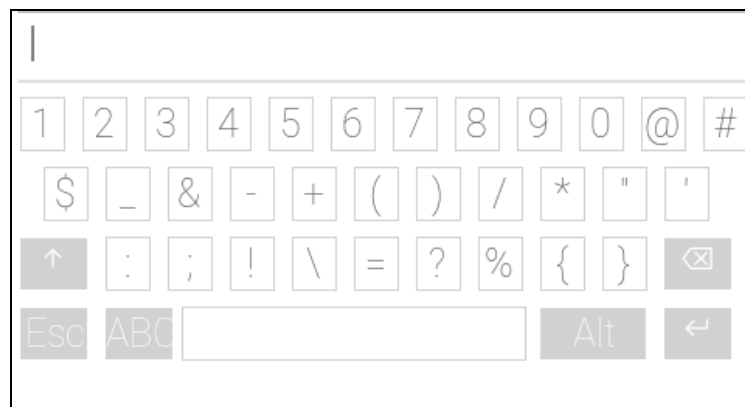 1 2 3 4 5 6 7 8 9 0 @ #
$ _ & - + ( ) / * " '
↑ : ; ! \ = ? % { } ⌫
Esc ABC Alt ↵